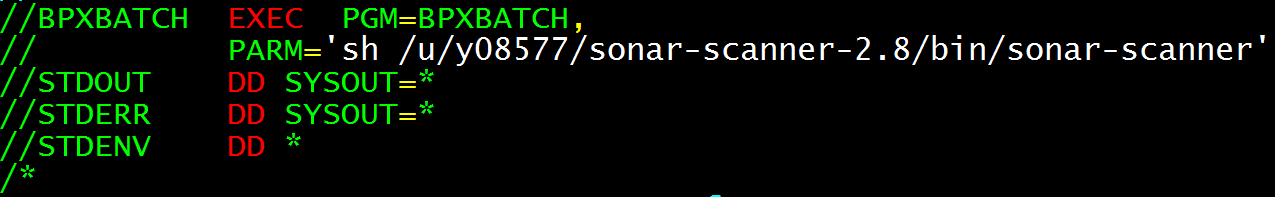 //BPXBATCH  EXEC  PGM=BPXBATCH,
//          PARM='sh /u/y08577/sonar-scanner-2.8/bin/sonar-scanner'
//STDOUT    DD SYSOUT=*
//STDERR    DD SYSOUT=*
//STDENV    DD *
/*